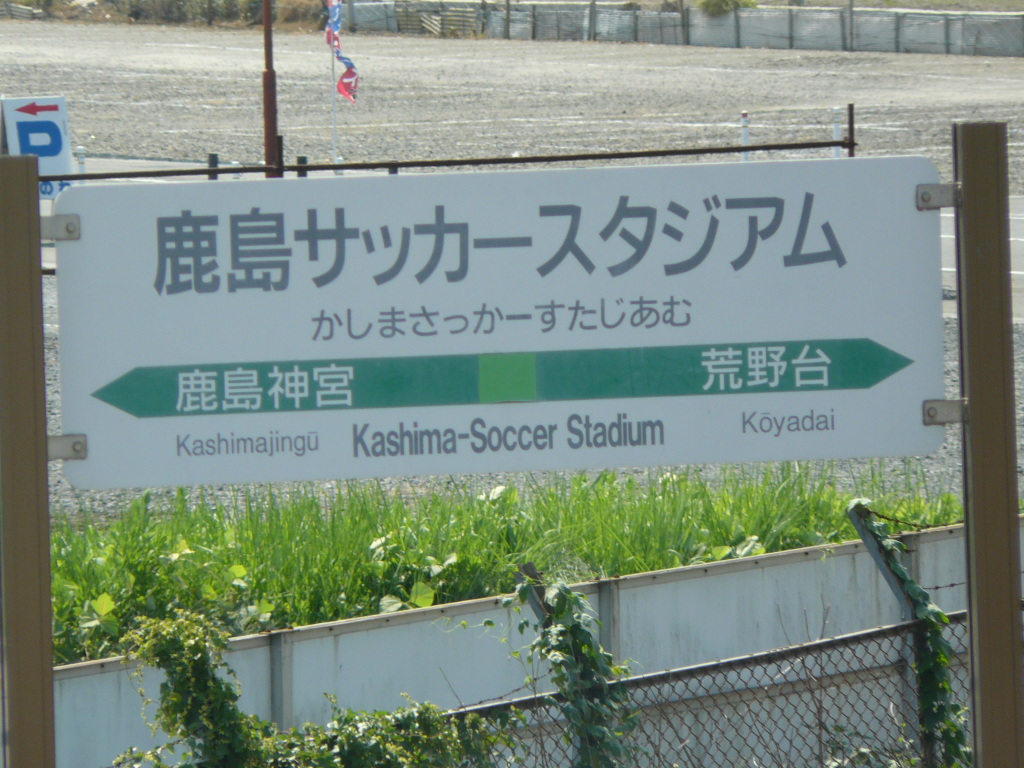 P
鹿島サッカースタジアム
かしまさっかーすたじあむ
鹿島神宮 荒野台
Kashimajingū Kashima-Soccer Stadium Kōyadai